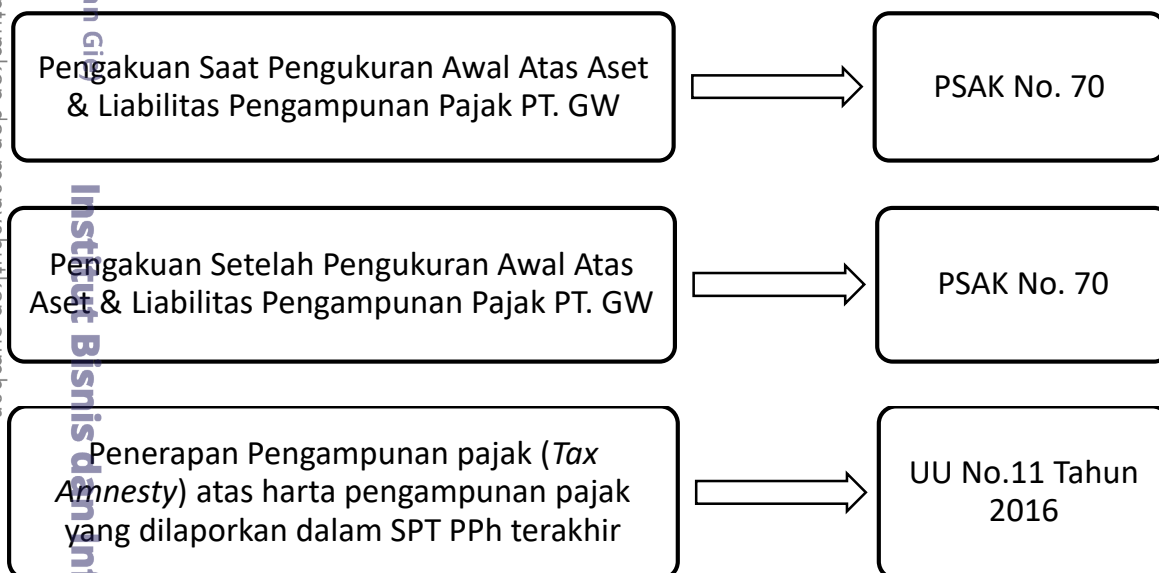 Pengakuan Saat Pengukuran Awal Atas Aset
& Liabilitas Pengampunan Pajak PT. GW
PSAK No. 70
Pengakuan Setelah Pengukuran Awal Atas
Aset & Liabilitas Pengampunan Pajak PT. GW
PSAK No. 70
Penerapan Pengampunan pajak (Tax
Amnesty) atas harta pengampunan pajak
yang dilaporkan dalam SPT PPh terakhir
UU No.11 Tahun
2016
Institut Bisnis dan